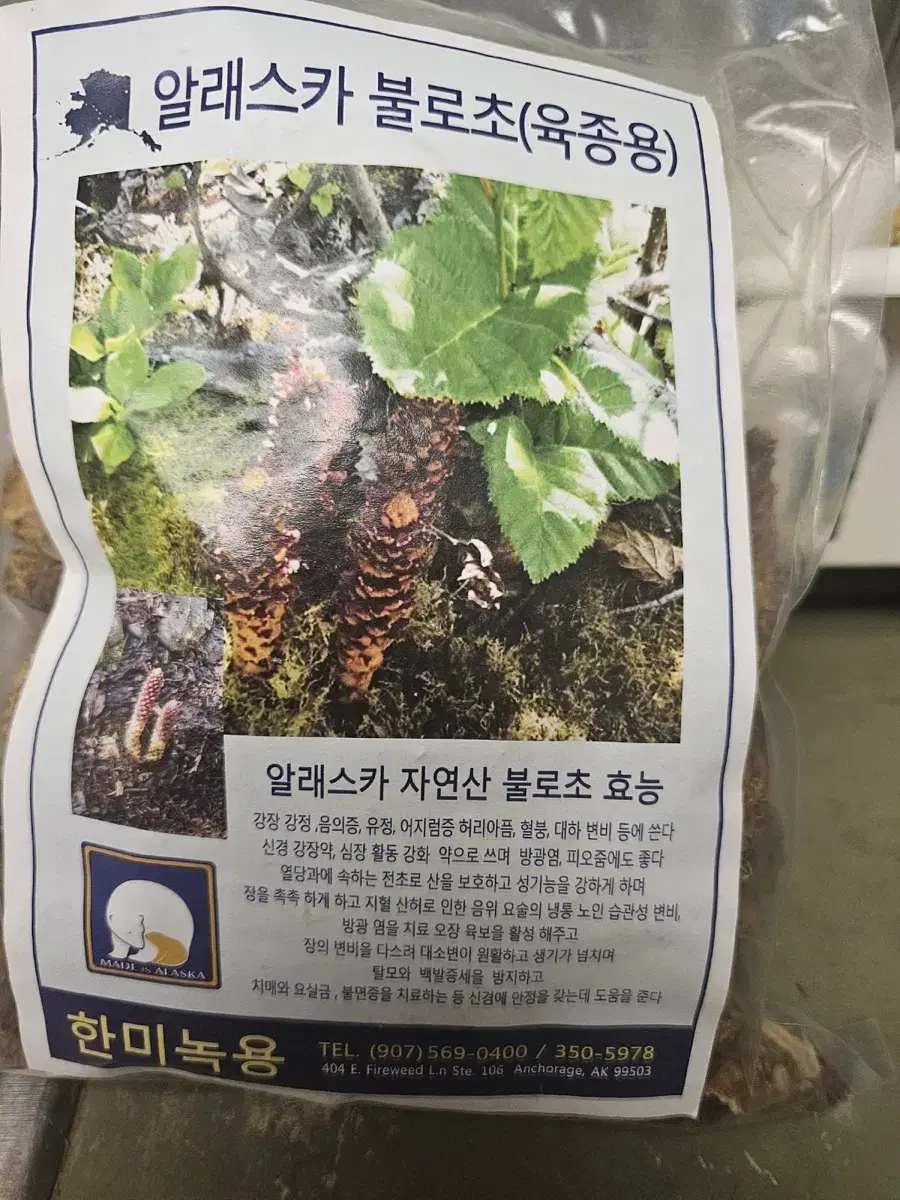 알래스카 불로초(육종용)
알래스카 자연산 불로초 효능
강장 강정 ,음의증, 유정, 어지럼증 허리아픔, 혈붕, 대하 변비 등에 쓴다
신경 강장약, 심장 활동 강화 약으로 쓰며 방광염, 피오줌에도 좋다
열당과에 속하는 전초로 산을 보호하고 성기능을 강하게 하며
장을 촉촉 하게 하고 지혈 산허로 인한 음위 요술의 냉통 노인 습관성 변비,
방광 염을 치료 오장 육보을 활성 해주고
장의 변비을 다스려 대소변이 원활하고 생기가 넘치며
탈모와 백발증세을 방지하고
치매와 요실금 , 불면증을 치료하는 등 신경에 안정을 갖는데 도움을 준다
MADE IN ALASKA
한미녹용
TEL. (907) 569-0400 / 350-5978
404 E. Fireweed L.n Ste. 106 Anchorage, AK 99503